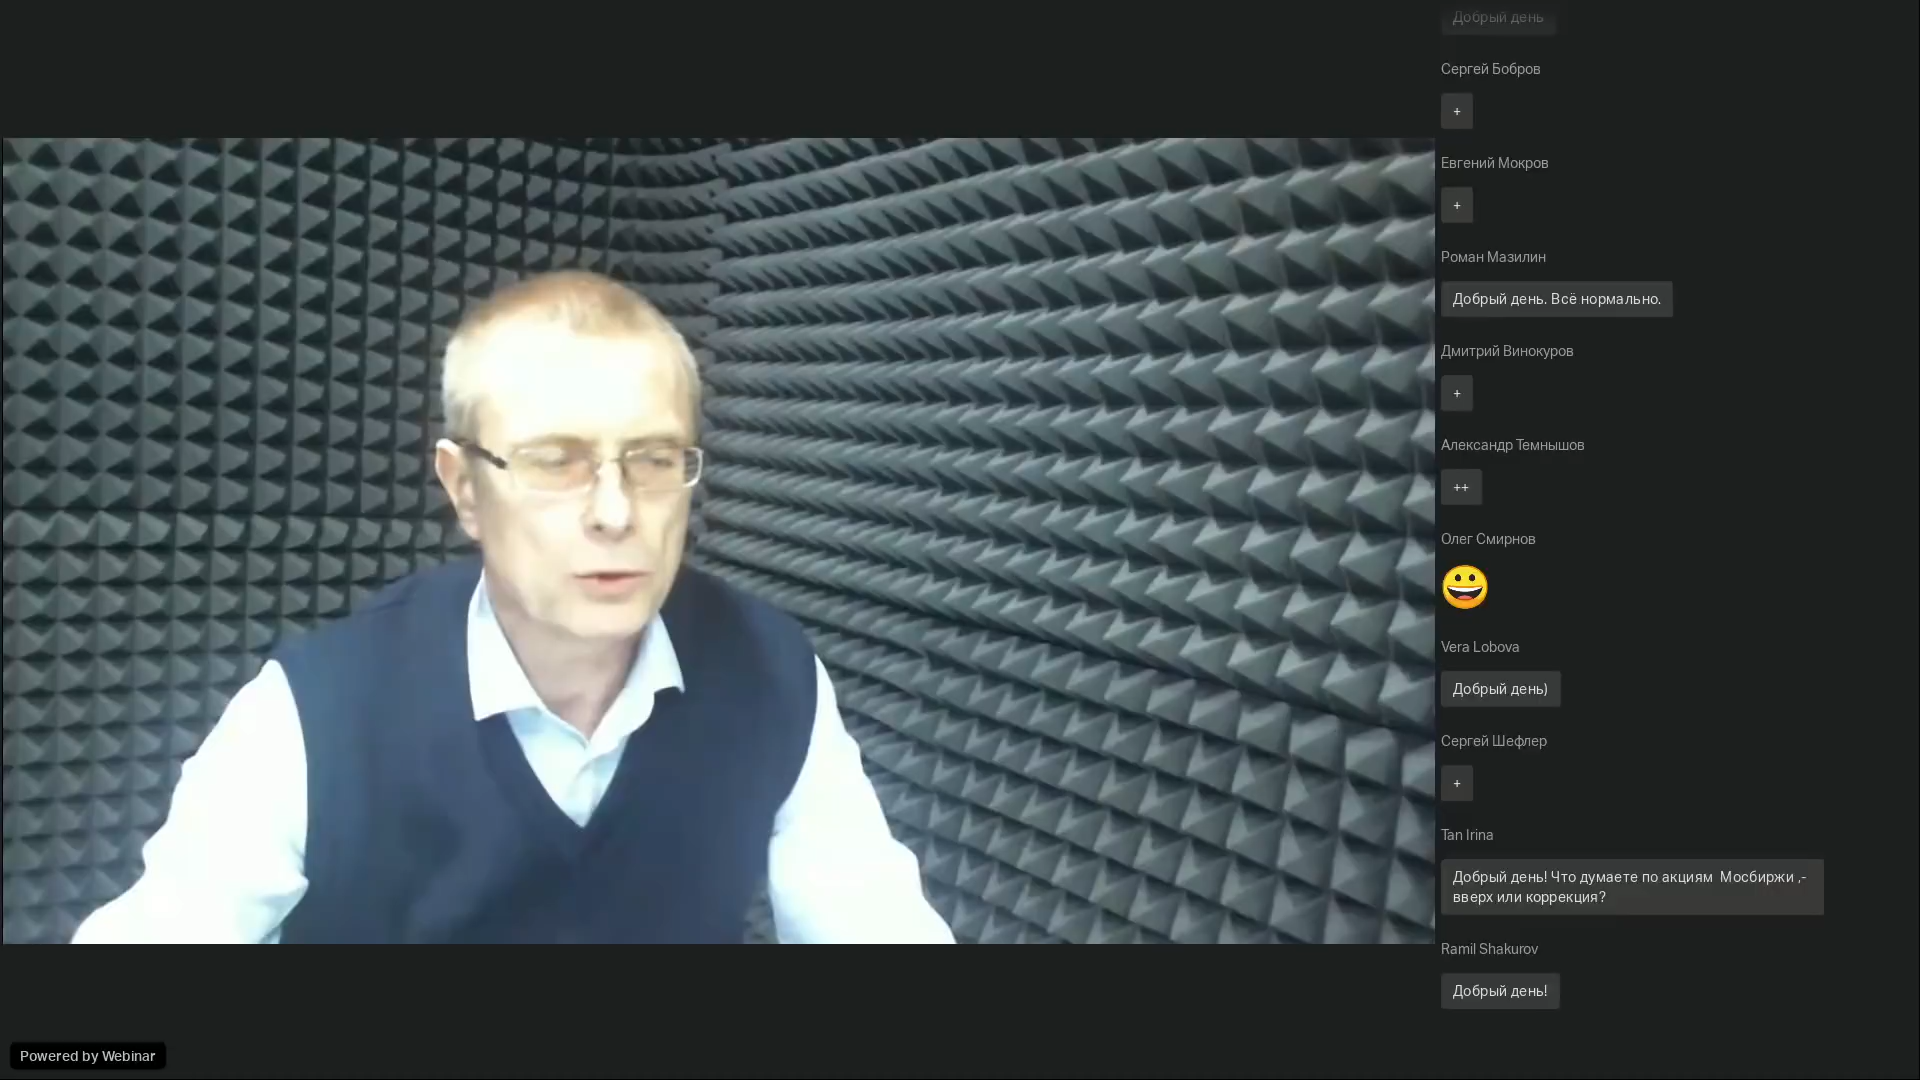 Добрый день
Сергей Бобров
+
Евгений Мокров
+
Роман Мазилин
Добрый день. Всё нормально.
Дмитрий Винокуров
+
Александр Темнышов
++
Олег Смирнов
Vera Lobova
Добрый день)
Сергей Шефлер
+
Tan Irina
Добрый день! Что думаете по акциям  Мосбиржи ,-
вверх или коррекция?
Ramil Shakurov
Добрый день!
Powered by Webinar